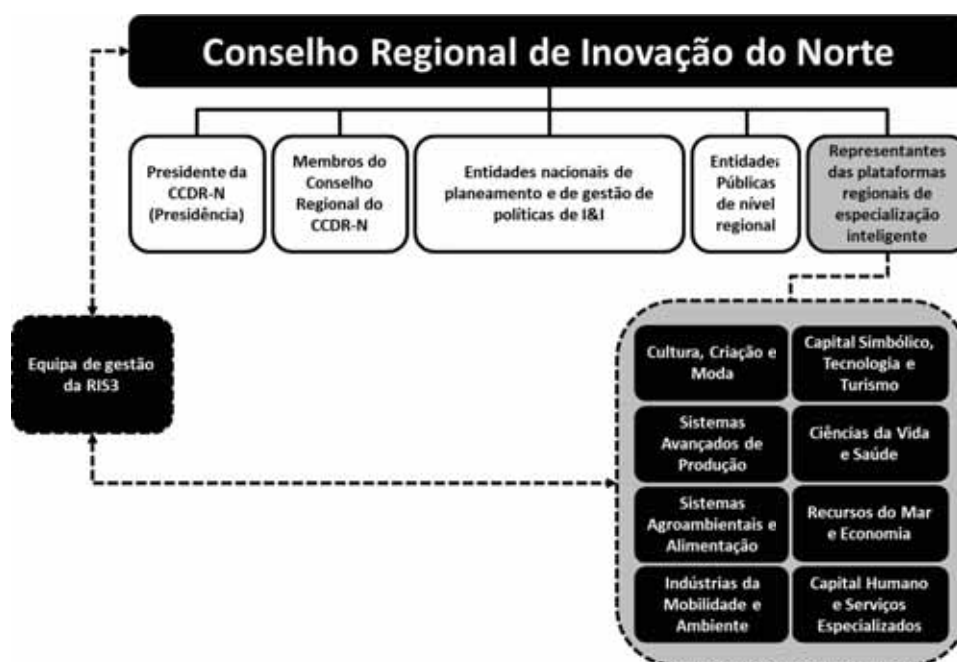 Conselho Regional de Inovação do Norte
Presidente da
CCDR-N
(Presidência)
Membros do
Conselho
Regional do
CCDR-N
Entidades nacionais de
planeamento e de gestão de
políticas de I&I
Entidades
Públicas
de nível
regional
Representantes
das plataformas
regionais de
especialização
inteligente
Equipa de gestão
da RIS3
Cultura, Criação e
Moda
Capital Simbólico,
Tecnologia e
Turismo
Sistemas
Avançados de
Produção
Ciências da Vida
e Saúde
Sistemas
Agroambientais e
Alimentação
Recursos do Mar
e Economia
Indústrias da
Mobilidade e
Ambiente
Capital Humano
e Serviços
Especializados